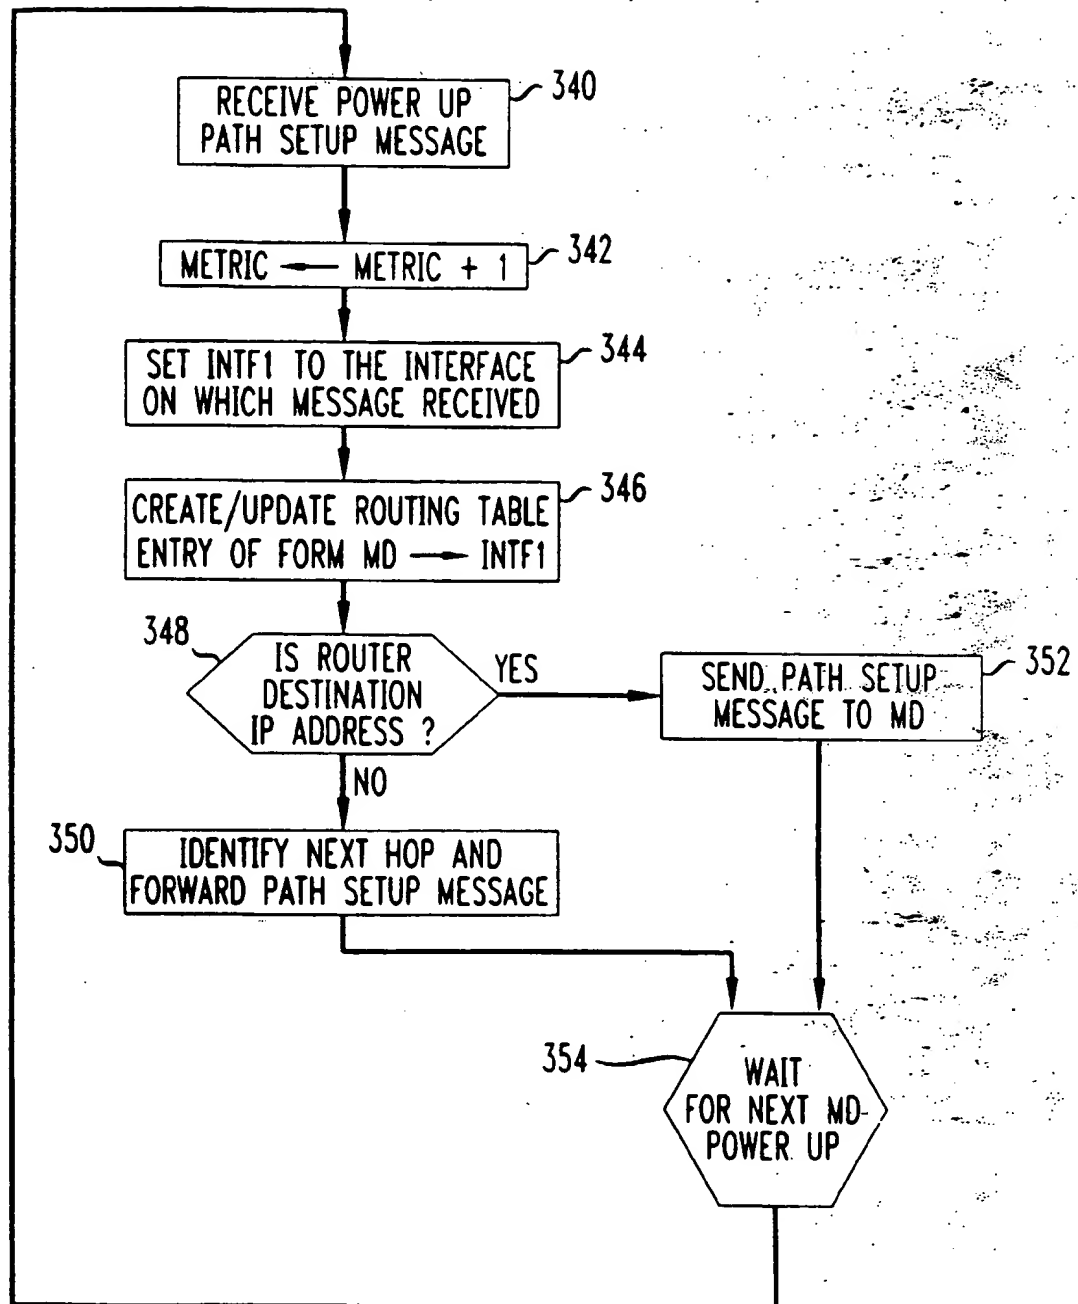 340
RECEIVE POWER UP
PATH SETUP MESSAGE
342
METRIC ← METRIC + 1
344
SET INTF1 TO THE INTERFACE
ON WHICH MESSAGE RECEIVED
346
CREATE/UPDATE ROUTING TABLE
ENTRY OF FORM MD → INTF1
348
IS ROUTER
DESTINATION
IP ADDRESS ?
YES
352
SEND PATH SETUP
MESSAGE TO MD
NO
350
IDENTIFY NEXT HOP AND
FORWARD PATH SETUP MESSAGE
354
WAIT
FOR NEXT MD
POWER UP